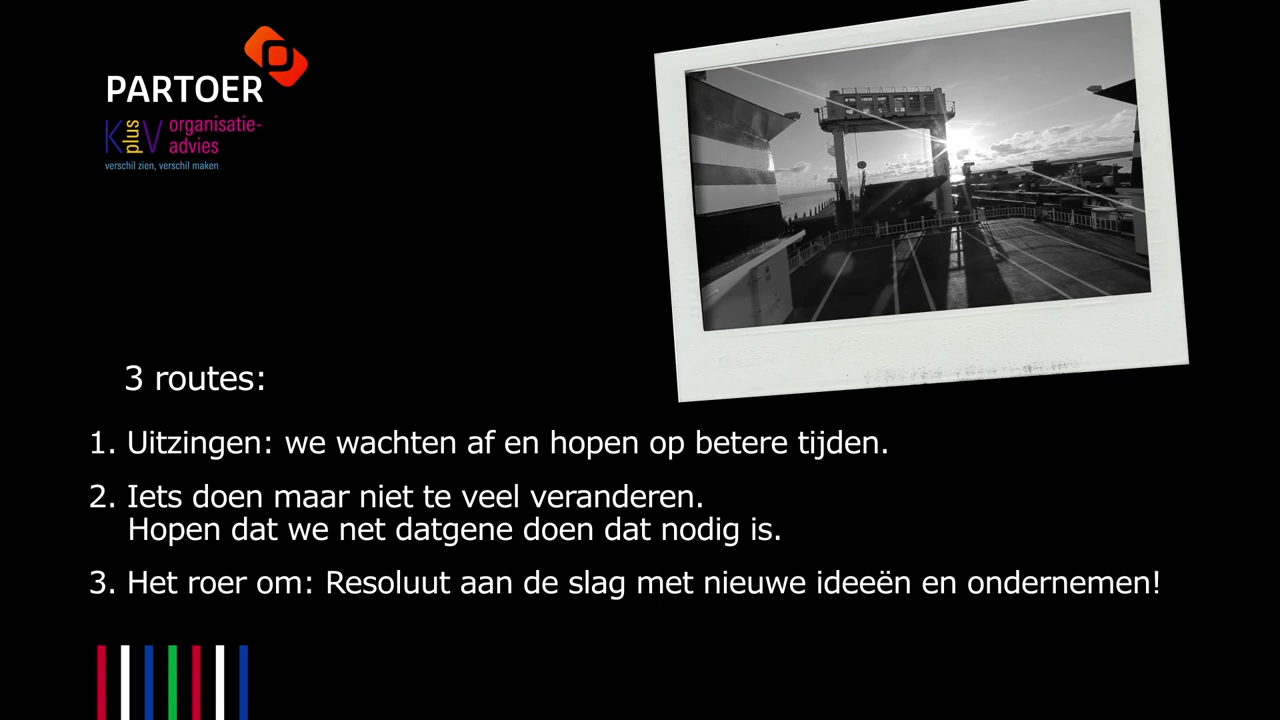 PARTOER
KplusV organisatie-
advies
verschil zien, verschil maken
3 routes:
1. Uitzingen: we wachten af en hopen op betere tijden.
2. Iets doen maar niet te veel veranderen.
Hopen dat we net datgene doen dat nodig is.
3. Het roer om: Resoluut aan de slag met nieuwe ideeën en ondernemen!